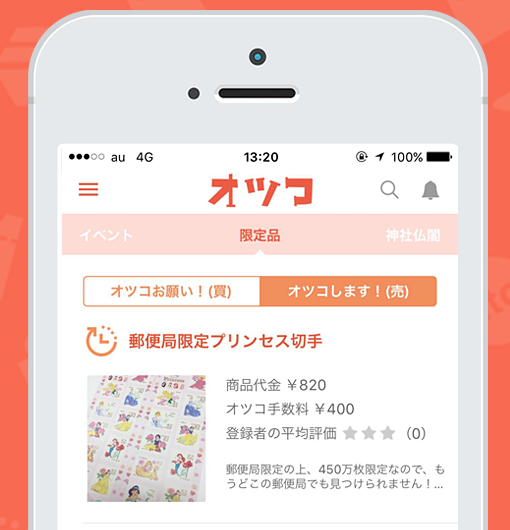 au 4G 13:20 100%
オツコ
イベント 限定品 神社仏閣
オツコお願い！(買) オツコします！(売)
郵便局限定プリンセス切手
商品代金 ￥820
オツコ手数料 ￥400
登録者の平均評価 ★★★ （0）
郵便局限定の上、450万枚限定なので、も
うどこの郵便局でも見つけられません！...